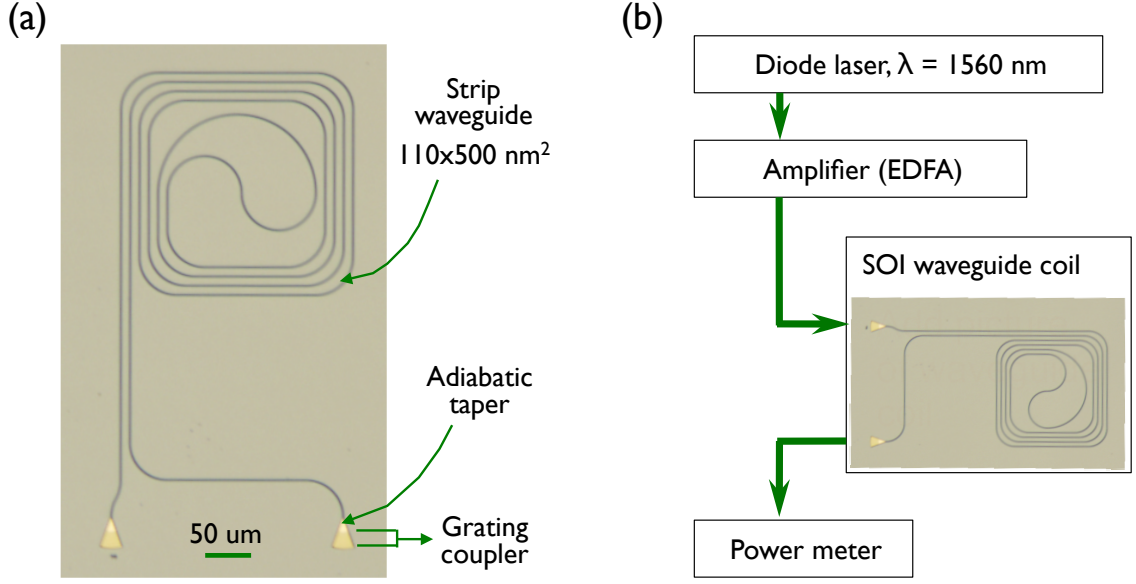 (a)
Strip
waveguide
110x500 nm²
Adiabatic
taper
Grating
coupler
50 um
(b)
Diode laser, λ = 1560 nm
Amplifier (EDFA)
SOI waveguide coil
Power meter